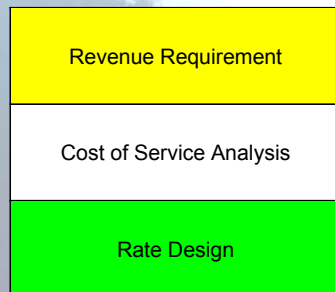 Revenue Requirement
Cost of Service Analysis
Rate Design